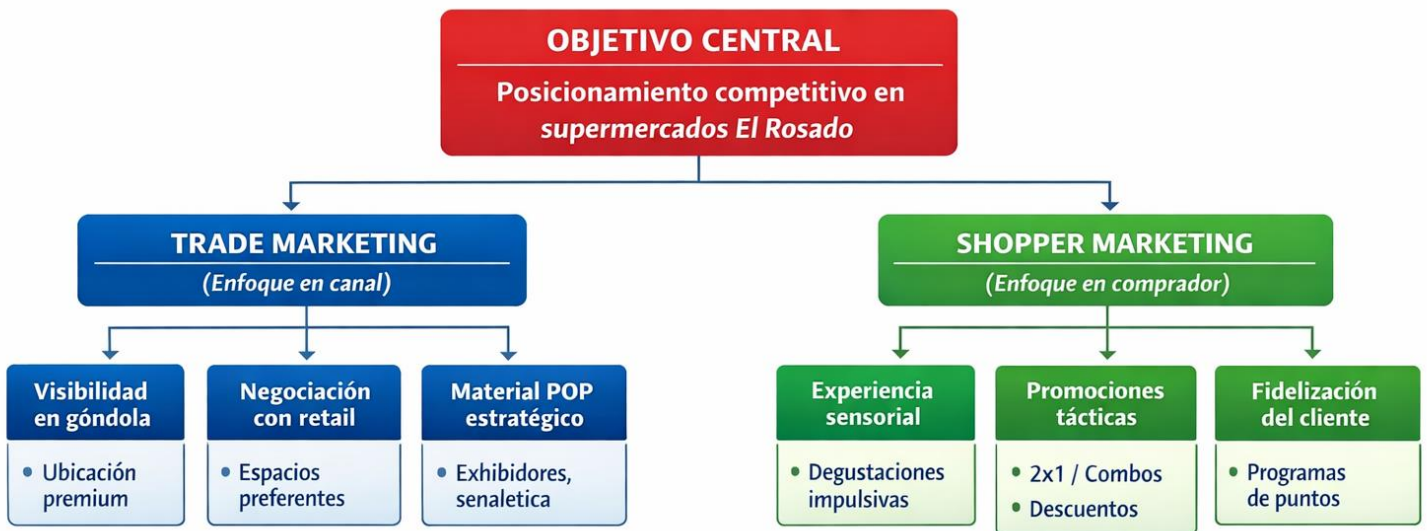 OBJETIVO CENTRAL
Posicionamiento competitivo en
supermercados El Rosado
TRADE MARKETING
(Enfoque en canal)
SHOPPER MARKETING
(Enfoque en comprador)
Visibilidad
en góndola
• Ubicación
premium
Negociación
con retail
• Espacios
preferentes
Material POP
estratégico
• Exhibidores,
senaletica
Experiencia
sensorial
• Degustaciones
impulsivas
Promociones
tácticas
• 2x1 / Combos
• Descuentos
Fidelización
del cliente
• Programas
de puntos